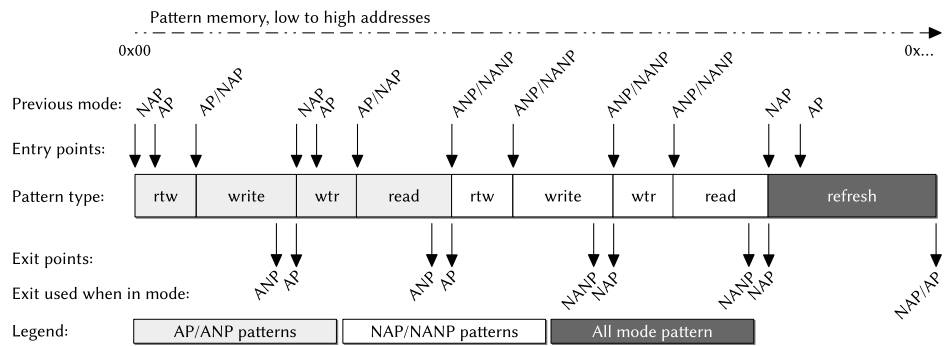 Pattern memory, low to high addresses
0x00 0x...
Previous mode: NAP AP AP/NAP NAP AP AP/NAP ANP/NANP ANP/NANP ANP/NANP ANP/NANP NAP AP
Entry points:
Pattern type: rtw write wtr read rtw write wtr read refresh
Exit points:
Exit used when in mode: ANP AP ANP AP NANP NAP NANP NAP NAP/AP
Legend: AP/ANP patterns NAP/NANP patterns All mode pattern